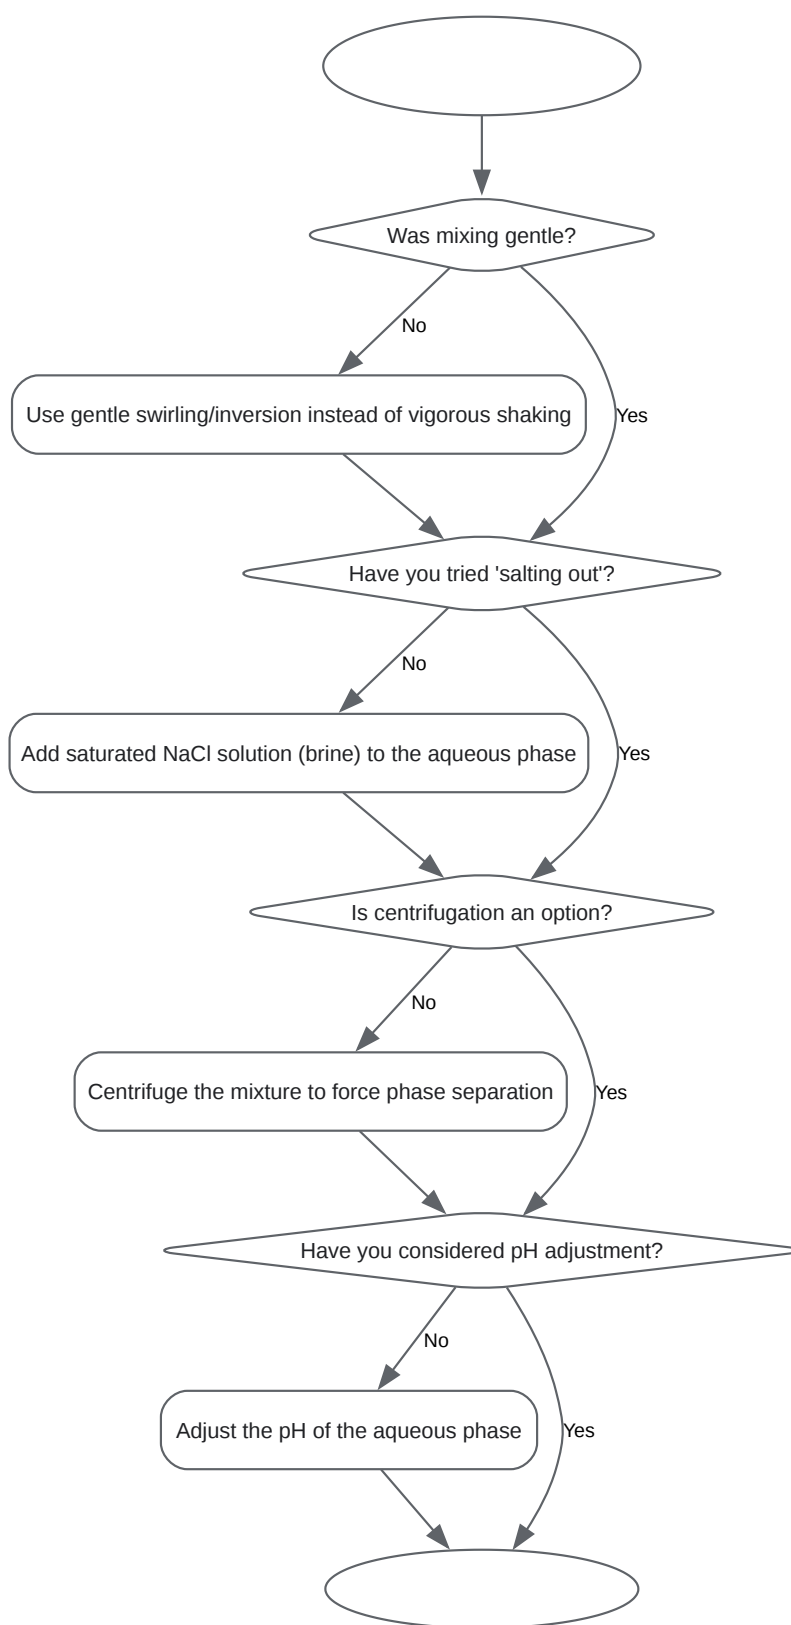 Was mixing gentle?
No
Use gentle swirling/inversion instead of vigorous shaking
Yes
Have you tried 'salting out'?
No
Add saturated NaCl solution (brine) to the aqueous phase
Yes
Is centrifugation an option?
No
Centrifuge the mixture to force phase separation
Yes
Have you considered pH adjustment?
No
Adjust the pH of the aqueous phase
Yes